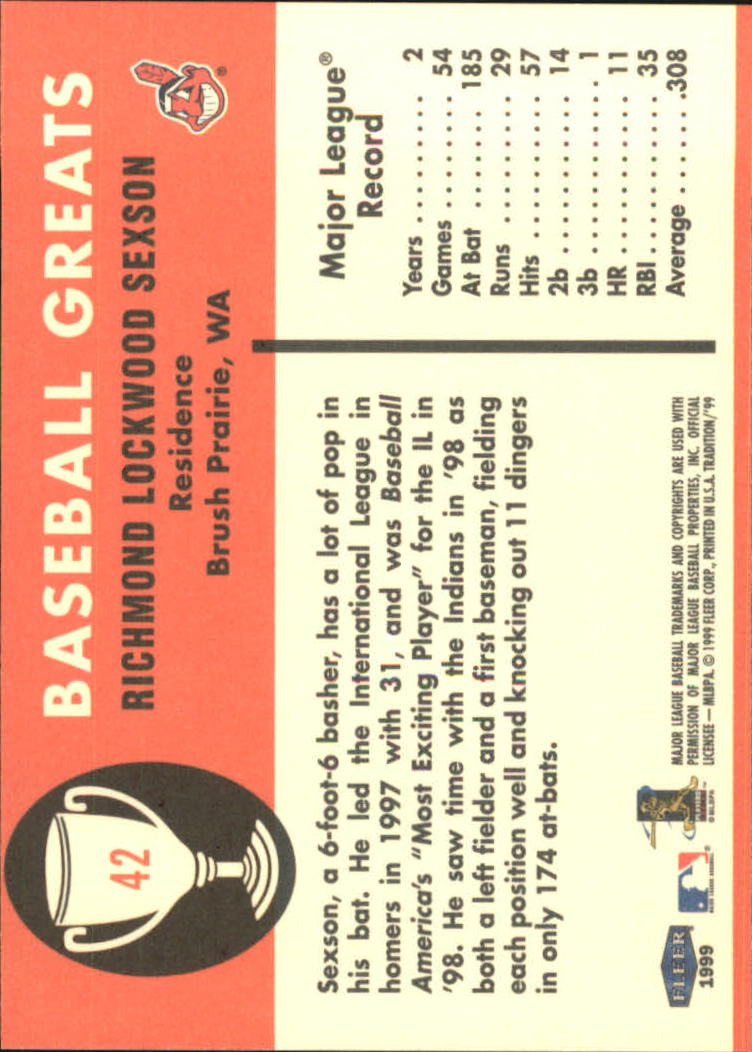 42
BASEBALL GREATS
RICHMOND LOCKWOOD SEXSON
Residence
Brush Prairie, WA
Sexson, a 6-foot-6 basher, has a lot of pop in
his bat. He led the International League in
homers in 1997 with 31, and was Baseball
America's "Most Exciting Player" for the IL in
'98. He saw time with the Indians in '98 as
both a left fielder and a first baseman, fielding
each position well and knocking out 11 dingers
in only 174 at-bats.
Major League®
Record
Years . . . . . . . . . . 2
Games . . . . . . . . . 54
At Bat . . . . . . . 185
Runs . . . . . . . . . 29
Hits . . . . . . . . . . 57
2b . . . . . . . . . . . 14
3b . . . . . . . . . . . . 1
HR . . . . . . . . . . . 11
RBI . . . . . . . . . . 35
Average . . . . . .308
FLEER
1999
MAJOR LEAGUE BASEBALL TRADEMARKS AND COPYRIGHTS ARE USED WITH
PERMISSION OF MAJOR LEAGUE BASEBALL PROPERTIES, INC. OFFICIAL
LICENSEE — MLBPA. © 1999 FLEER CORP., PRINTED IN U.S.A. TRADITION/'99
© MLBPA